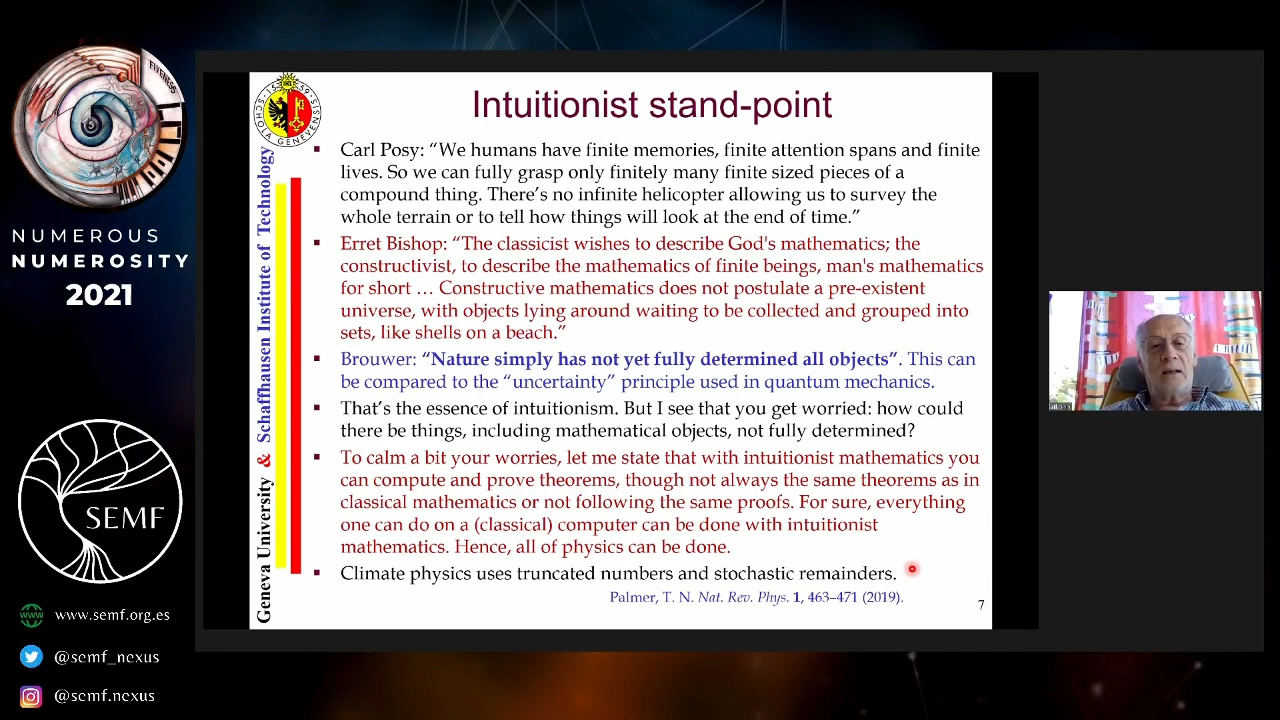 FIVENESS
NUMEROUS
NUMEROSITY
2021
SEMF
www.semf.org.es
@semf_nexus
@semf.nexus
SCHOLA GENEVENSIS 1559
Geneva University & Schaffhausen Institute of Technology
Intuitionist stand-point
▪ Carl Posy: “We humans have finite memories, finite attention spans and finite
lives. So we can fully grasp only finitely many finite sized pieces of a
compound thing. There’s no infinite helicopter allowing us to survey the
whole terrain or to tell how things will look at the end of time.”
▪ Erret Bishop: “The classicist wishes to describe God's mathematics; the
constructivist, to describe the mathematics of finite beings, man's mathematics
for short … Constructive mathematics does not postulate a pre-existent
universe, with objects lying around waiting to be collected and grouped into
sets, like shells on a beach.”
▪ Brouwer: “Nature simply has not yet fully determined all objects”. This can
be compared to the “uncertainty” principle used in quantum mechanics.
▪ That’s the essence of intuitionism. But I see that you get worried: how could
there be things, including mathematical objects, not fully determined?
▪ To calm a bit your worries, let me state that with intuitionist mathematics you
can compute and prove theorems, though not always the same theorems as in
classical mathematics or not following the same proofs. For sure, everything
one can do on a (classical) computer can be done with intuitionist
mathematics. Hence, all of physics can be done.
▪ Climate physics uses truncated numbers and stochastic remainders.
Palmer, T. N. Nat. Rev. Phys. 1, 463–471 (2019).
7